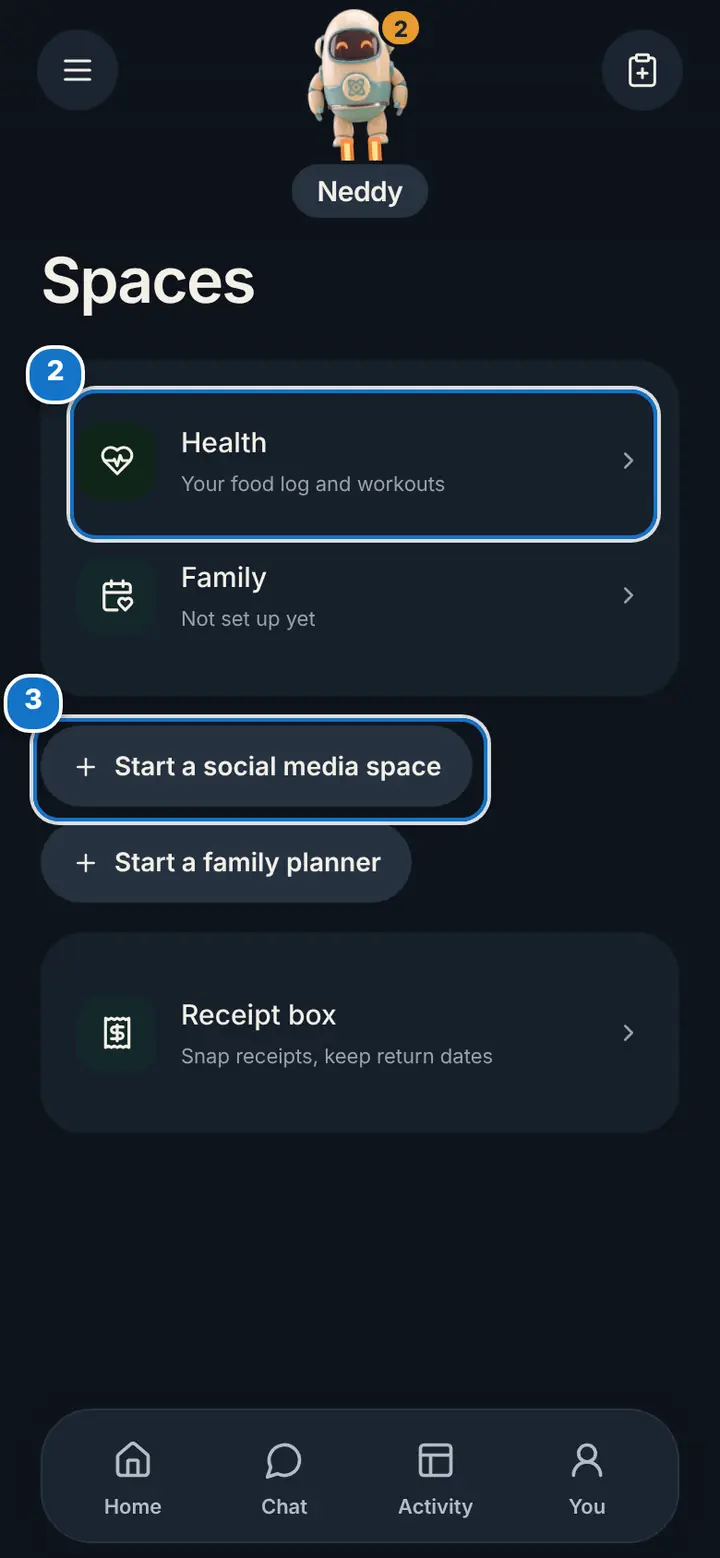 2
Neddy
Spaces
2
Health
Your food log and workouts
Family
Not set up yet
3
Start a social media space
Start a family planner
Receipt box
Snap receipts, keep return dates
Home
Chat
Activity
You